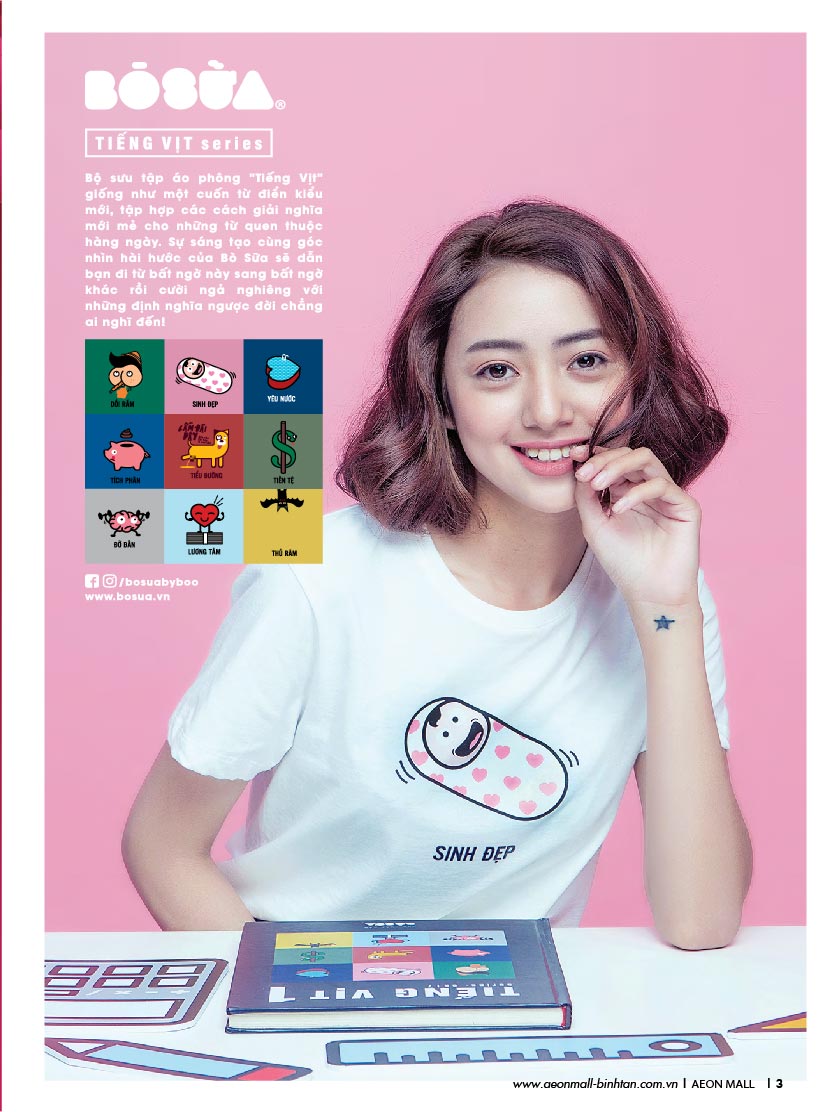 BÒ SỮA®
TIẾNG VỊT series
Bộ sưu tập áo phông "Tiếng Vịt"
giống như một cuốn từ điển kiểu
mới, tập hợp các cách giải nghĩa
mới mẻ cho những từ quen thuộc
hàng ngày. Sự sáng tạo cùng góc
nhìn hài hước của Bò Sữa sẽ dẫn
bạn đi từ bất ngờ này sang bất ngờ
khác rồi cười ngả nghiêng với
những định nghĩa ngược đời chẳng
ai nghĩ đến!
SINH ĐẸP
YÊU NƯỚC
TÍCH PHÂN
TIỂU ĐƯỜNG
TIỀN TỆ
LƯƠNG TÂM
THỦ RÂM
/bosuabyboo
www.bosua.vn
SINH ĐẸP
BÒ SỮA
TIẾNG VỊT 1
www.aeonmall-binhtan.com.vn | AEON MALL | 3